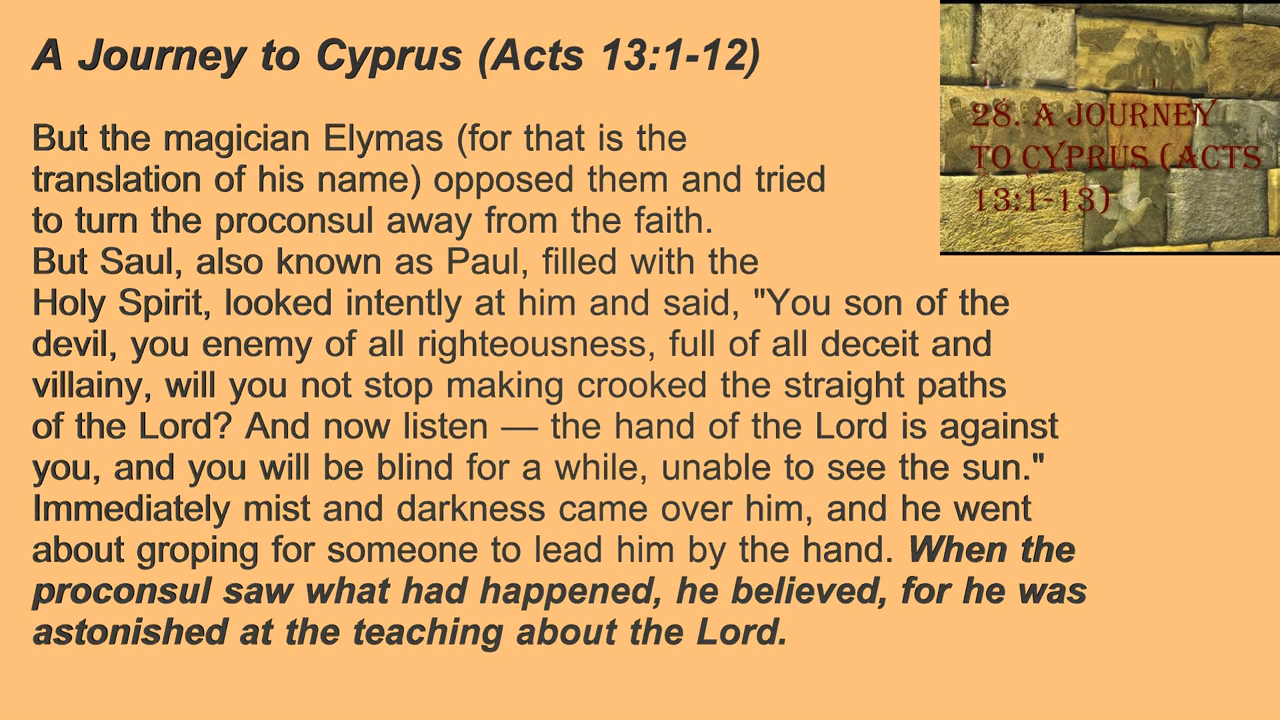 A Journey to Cyprus (Acts 13:1-12)
28. A JOURNEY
TO CYPRUS (ACTS
13:1-13)
But the magician Elymas (for that is the
translation of his name) opposed them and tried
to turn the proconsul away from the faith.
But Saul, also known as Paul, filled with the
Holy Spirit, looked intently at him and said, "You son of the
devil, you enemy of all righteousness, full of all deceit and
villainy, will you not stop making crooked the straight paths
of the Lord? And now listen — the hand of the Lord is against
you, and you will be blind for a while, unable to see the sun."
Immediately mist and darkness came over him, and he went
about groping for someone to lead him by the hand. When the
proconsul saw what had happened, he believed, for he was
astonished at the teaching about the Lord.